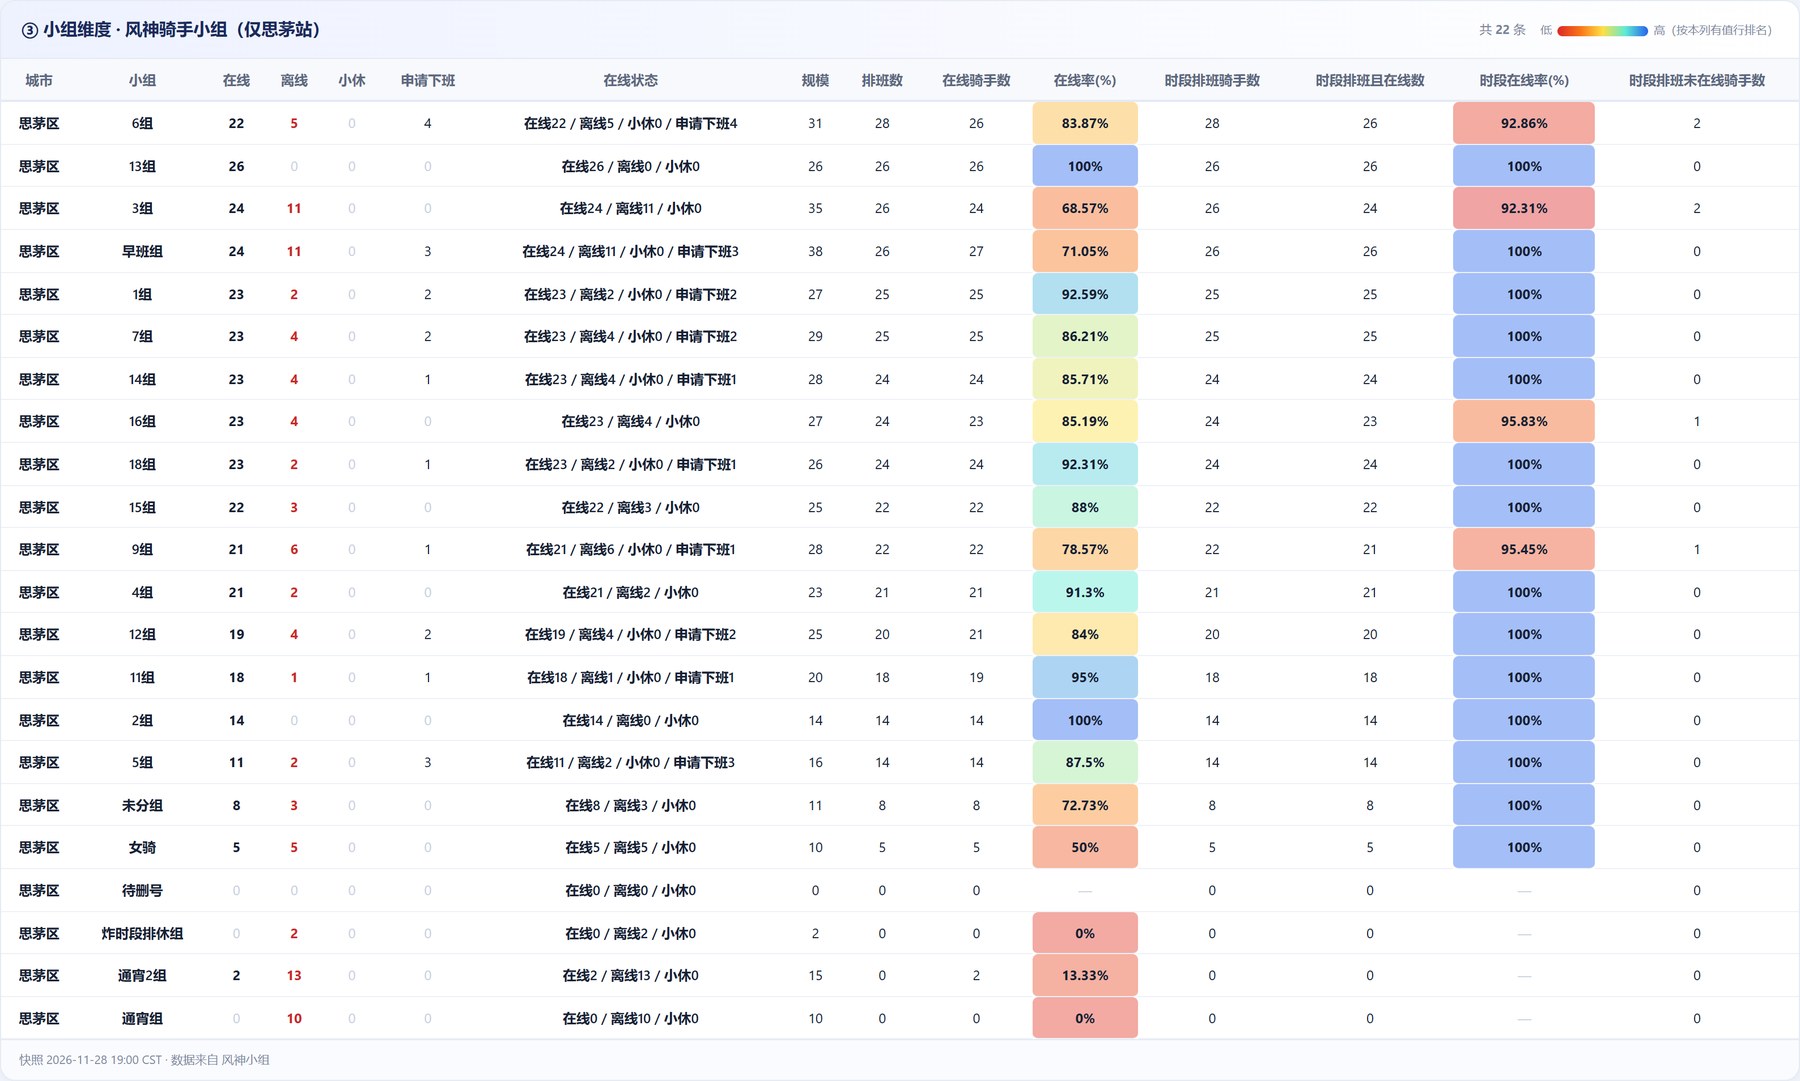 ③ 小组维度 · 风神骑手小组（仅思茅站）
共 22 条 低 高 (按本列有值行排名)
城市 小组 在线 离线 小休 申请下班 在线状态 规模 排班数 在线骑手数 在线率(%) 时段排班骑手数 时段排班且在线数 时段在线率(%) 时段排班未在线骑手数
思茅区 6组 22 5 0 4 在线22 / 离线5 / 小休0 / 申请下班4 31 28 26 83.87% 28 26 92.86% 2
思茅区 13组 26 0 0 0 在线26 / 离线0 / 小休0 26 26 26 100% 26 26 100% 0
思茅区 3组 24 11 0 0 在线24 / 离线11 / 小休0 35 26 24 68.57% 26 24 92.31% 2
思茅区 早班组 24 11 0 3 在线24 / 离线11 / 小休0 / 申请下班3 38 26 27 71.05% 26 26 100% 0
思茅区 1组 23 2 0 2 在线23 / 离线2 / 小休0 / 申请下班2 27 25 25 92.59% 25 25 100% 0
思茅区 7组 23 4 0 2 在线23 / 离线4 / 小休0 / 申请下班2 29 25 25 86.21% 25 25 100% 0
思茅区 14组 23 4 0 1 在线23 / 离线4 / 小休0 / 申请下班1 28 24 24 85.71% 24 24 100% 0
思茅区 16组 23 4 0 0 在线23 / 离线4 / 小休0 27 24 23 85.19% 24 23 95.83% 1
思茅区 18组 23 2 0 1 在线23 / 离线2 / 小休0 / 申请下班1 26 24 24 92.31% 24 24 100% 0
思茅区 15组 22 3 0 0 在线22 / 离线3 / 小休0 25 22 22 88% 22 22 100% 0
思茅区 9组 21 6 0 1 在线21 / 离线6 / 小休0 / 申请下班1 28 22 22 78.57% 22 21 95.45% 1
思茅区 4组 21 2 0 0 在线21 / 离线2 / 小休0 23 21 21 91.3% 21 21 100% 0
思茅区 12组 19 4 0 2 在线19 / 离线4 / 小休0 / 申请下班2 25 20 21 84% 20 20 100% 0
思茅区 11组 18 1 0 1 在线18 / 离线1 / 小休0 / 申请下班1 20 18 19 95% 18 18 100% 0
思茅区 2组 14 0 0 0 在线14 / 离线0 / 小休0 14 14 14 100% 14 14 100% 0
思茅区 5组 11 2 0 3 在线11 / 离线2 / 小休0 / 申请下班3 16 14 14 87.5% 14 14 100% 0
思茅区 未分组 8 3 0 0 在线8 / 离线3 / 小休0 11 8 8 72.73% 8 8 100% 0
思茅区 女骑 5 5 0 0 在线5 / 离线5 / 小休0 10 5 5 50% 5 5 100% 0
思茅区 待删号 0 0 0 0 在线0 / 离线0 / 小休0 0 0 0 — 0 0 — 0
思茅区 炸时段排休组 0 2 0 0 在线0 / 离线2 / 小休0 2 0 0 0% 0 0 — 0
思茅区 通宵2组 2 13 0 0 在线2 / 离线13 / 小休0 15 0 2 13.33% 0 0 — 0
思茅区 通宵组 0 10 0 0 在线0 / 离线10 / 小休0 10 0 0 0% 0 0 — 0
快照 2026-11-28 19:00 CST · 数据来自 风神小组